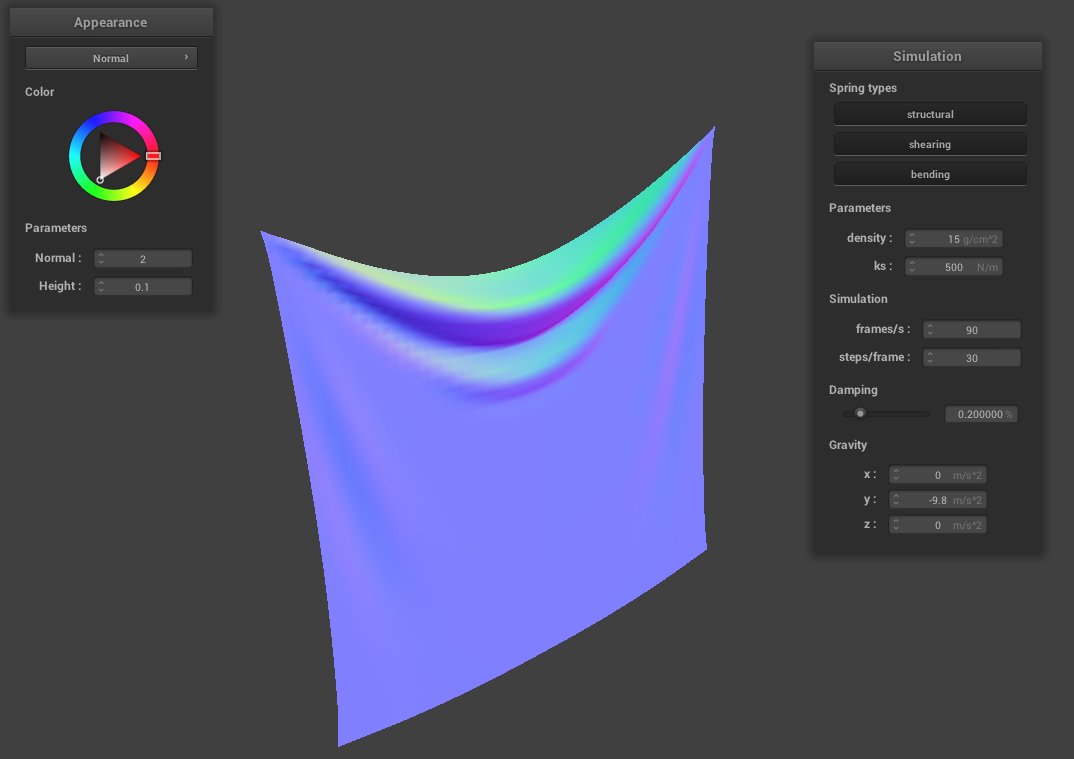 Appearance
Normal
Color
Parameters
Normal : 2
Height : 0.1
Simulation
Spring types
structural
shearing
bending
Parameters
density : 15 g/cm^2
ks : 500 N/m
Simulation
frames/s : 90
steps/frame : 30
Damping
0.200000 %
Gravity
x : 0 m/s^2
y : -9.8 m/s^2
z : 0 m/s^2